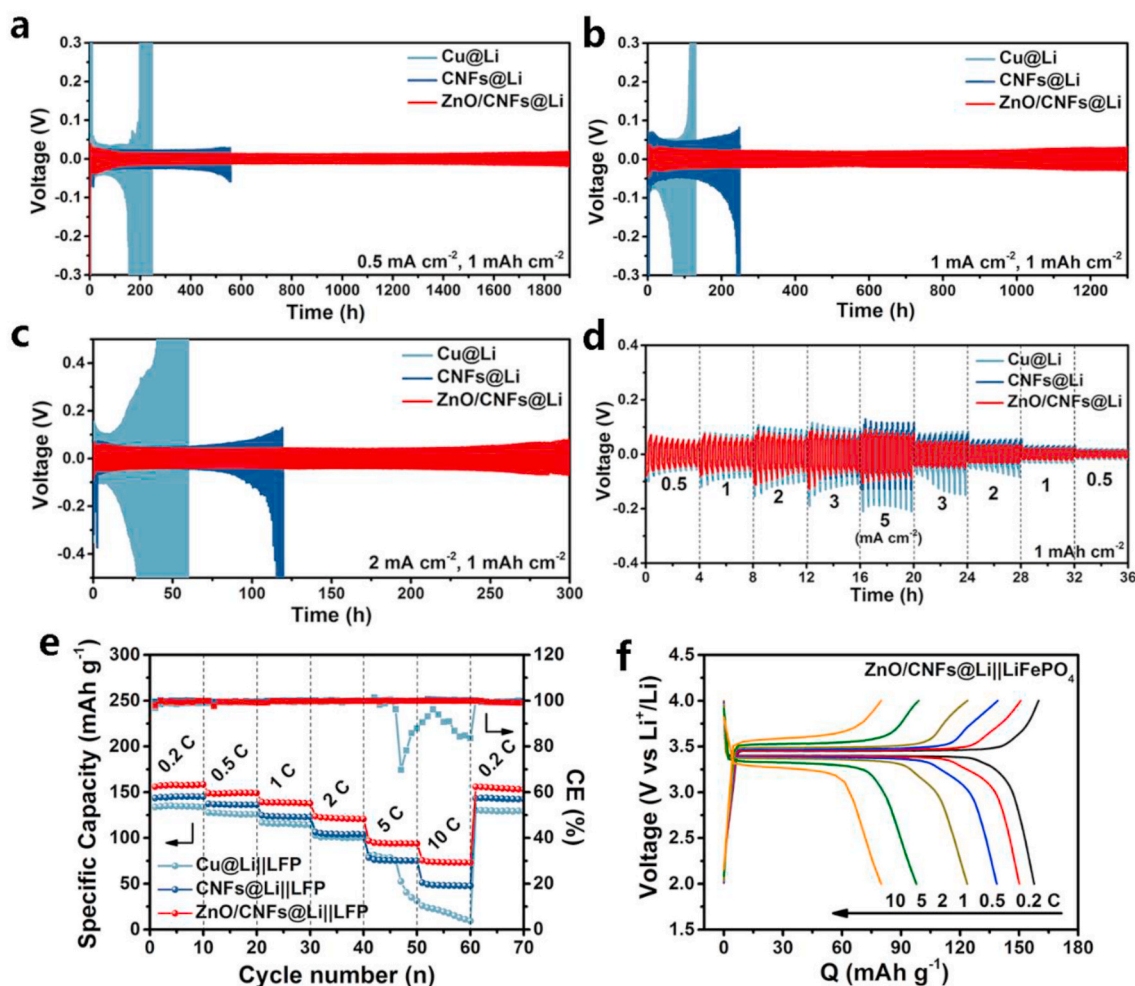 a
0.3
0.2
0.1
0.0
-0.1
-0.2
-0.3
Voltage (V)
Cu@Li
CNFs@Li
ZnO/CNFs@Li
0.5 mA cm⁻², 1 mAh cm⁻²
0 200 400 600 800 1000 1200 1400 1600 1800
Time (h)
b
0.3
0.2
0.1
0.0
-0.1
-0.2
-0.3
Voltage (V)
Cu@Li
CNFs@Li
ZnO/CNFs@Li
1 mA cm⁻², 1 mAh cm⁻²
0 200 400 600 800 1000 1200
Time (h)
c
0.4
0.2
0.0
-0.2
-0.4
Voltage (V)
Cu@Li
CNFs@Li
ZnO/CNFs@Li
2 mA cm⁻², 1 mAh cm⁻²
0 50 100 150 200 250 300
Time (h)
d
0.4
0.2
0.0
-0.2
-0.4
Voltage (V)
Cu@Li
CNFs@Li
ZnO/CNFs@Li
0.5 1 2 3 5 3 2 1 0.5
(mA cm⁻²)
1 mAh cm⁻²
0 4 8 12 16 20 24 28 32 36
Time (h)
e
300
250
200
150
100
50
0
Specific Capacity (mAh g⁻¹)
120
100
80
60
40
20
0
CE (%)
0.2 C 0.5 C 1 C 2 C 5 C 10 C 0.2 C
Cu@Li||LFP
CNFs@Li||LFP
ZnO/CNFs@Li||LFP
0 10 20 30 40 50 60 70
Cycle number (n)
f
4.5
4.0
3.5
3.0
2.5
2.0
1.5
Voltage (V vs Li⁺/Li)
ZnO/CNFs@Li||LiFePO₄
10 5 2 1 0.5 0.2 C
0 30 60 90 120 150 180
Q (mAh g⁻¹)